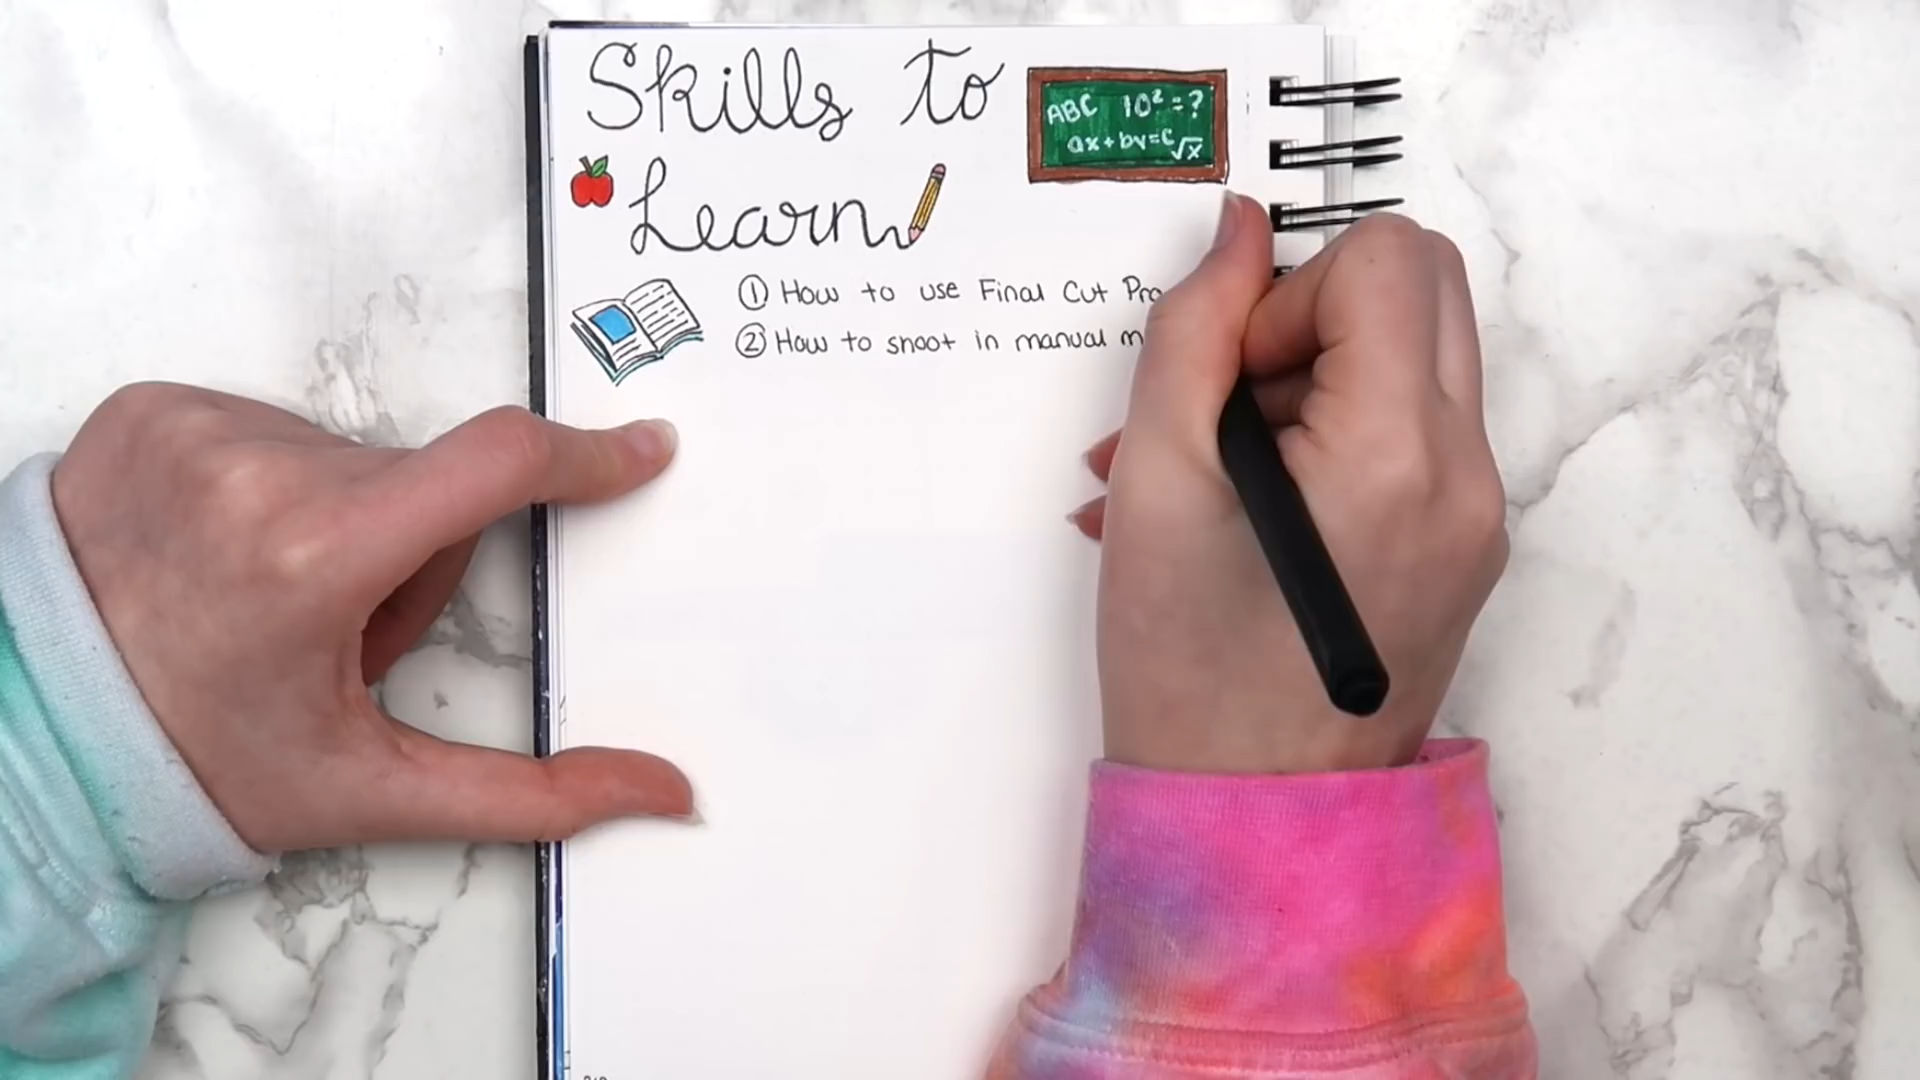 Skills to
Learn
ABC 10² = ?
ax + by = c
√x
① How to use Final Cut Pro
② How to shoot in manual m